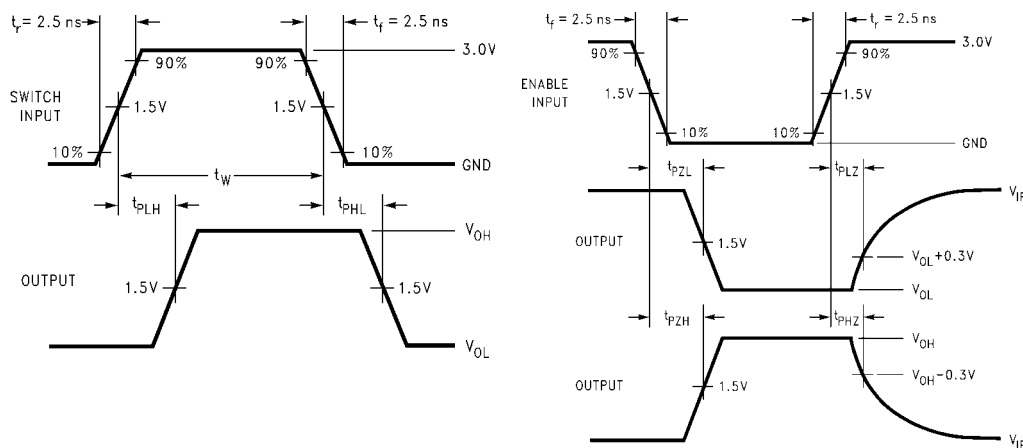 tr = 2.5 ns
tf = 2.5 ns
3.0V
90%
90%
SWITCH
INPUT
1.5V
1.5V
10%
10%
GND
tW
tPLH
tPHL
VOH
OUTPUT
1.5V
1.5V
VOL
tf = 2.5 ns
tr = 2.5 ns
3.0V
90%
90%
ENABLE
INPUT
1.5V
1.5V
10%
10%
GND
tPZL
tPLZ
OUTPUT
1.5V
VOL+0.3V
VOL
tPZH
tPHZ
VOH
VOH−0.3V
OUTPUT
1.5V